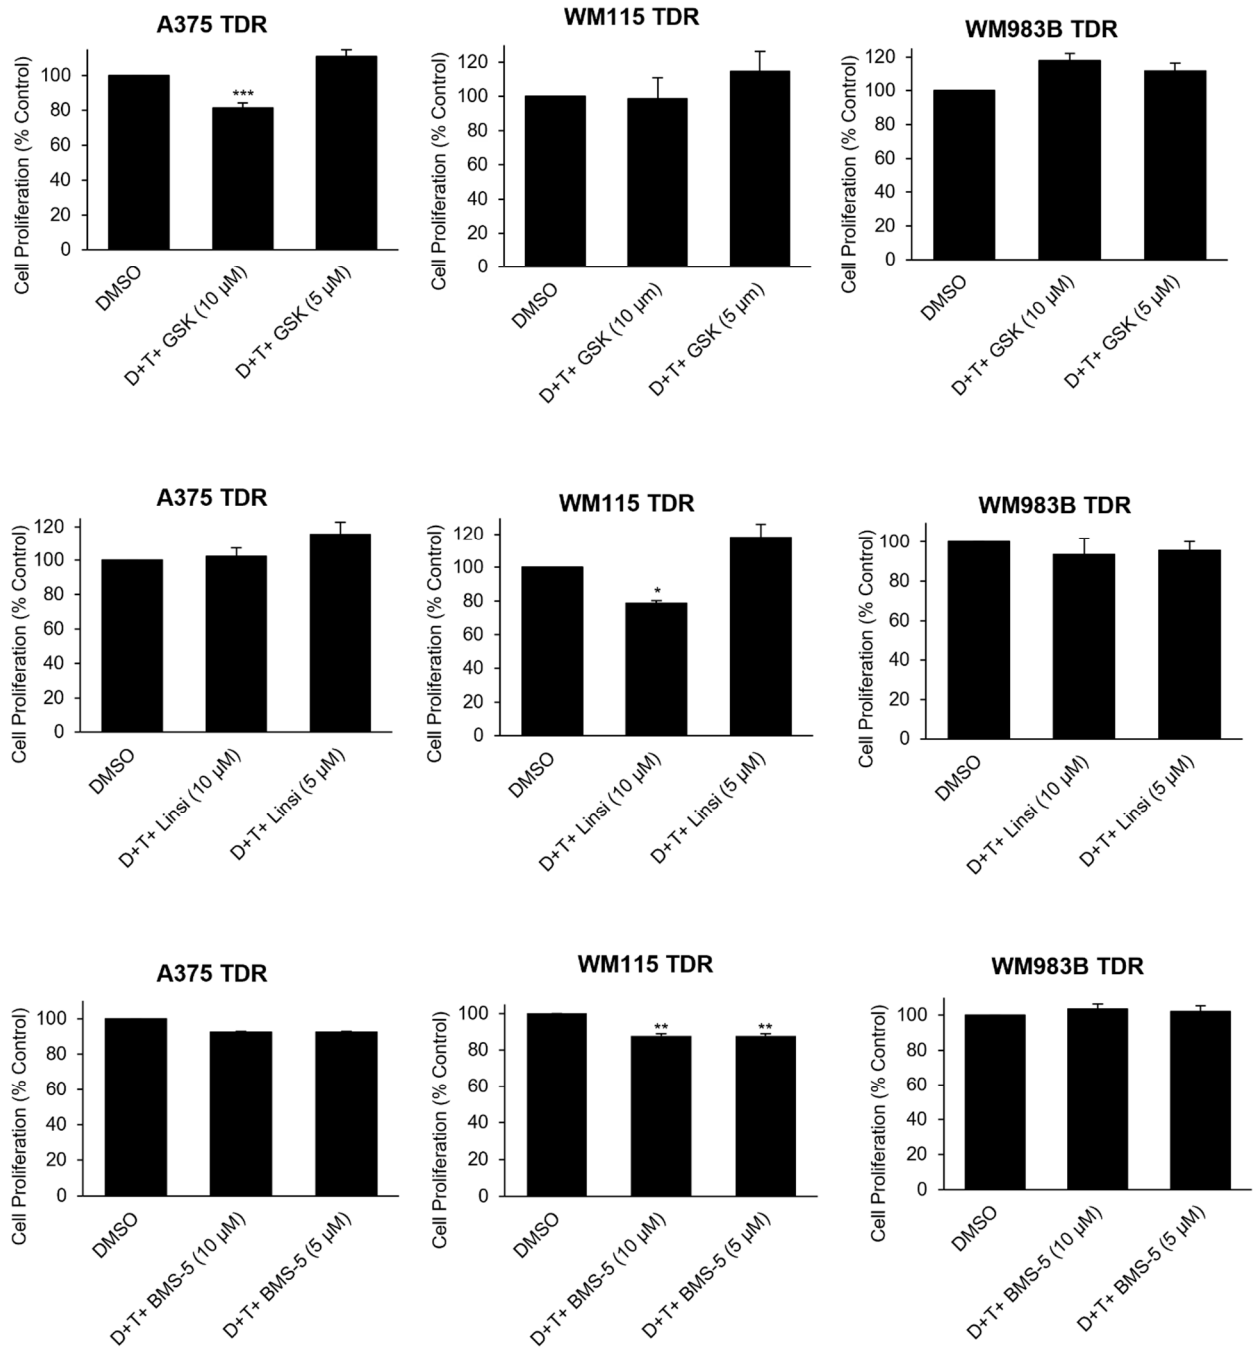 A375 TDR
Cell Proliferation (% Control)
100
80
60
40
20
0
***
DMSO
D+T+ GSK (10 µM)
D+T+ GSK (5 µM)
WM115 TDR
Cell Proliferation (% Control)
120
100
80
60
40
20
0
DMSO
D+T+ GSK (10 µm)
D+T+ GSK (5 µm)
WM983B TDR
Cell Proliferation (% Control)
120
100
80
60
40
20
0
DMSO
D+T+ GSK (10 µM)
D+T+ GSK (5 µM)
A375 TDR
Cell Proliferation (% Control)
120
100
80
60
40
20
0
DMSO
D+T+ Linsi (10 µM)
D+T+ Linsi (5 µM)
WM115 TDR
Cell Proliferation (% Control)
120
100
80
60
40
20
0
*
DMSO
D+T+ Linsi (10 µM)
D+T+ Linsi (5 µM)
WM983B TDR
Cell Proliferation (% Control)
100
80
60
40
20
0
DMSO
D+T+ Linsi (10 µM)
D+T+ Linsi (5 µM)
A375 TDR
Cell Proliferation (% Control)
100
80
60
40
20
0
DMSO
D+T+ BMS-5 (10 µM)
D+T+ BMS-5 (5 µM)
WM115 TDR
Cell Proliferation (% Control)
100
80
60
40
20
0
**
**
DMSO
D+T+ BMS-5 (10 µM)
D+T+ BMS-5 (5 µM)
WM983B TDR
Cell Proliferation (% Control)
100
80
60
40
20
0
DMSO
D+T+ BMS-5 (10 µM)
D+T+ BMS-5 (5 µM)